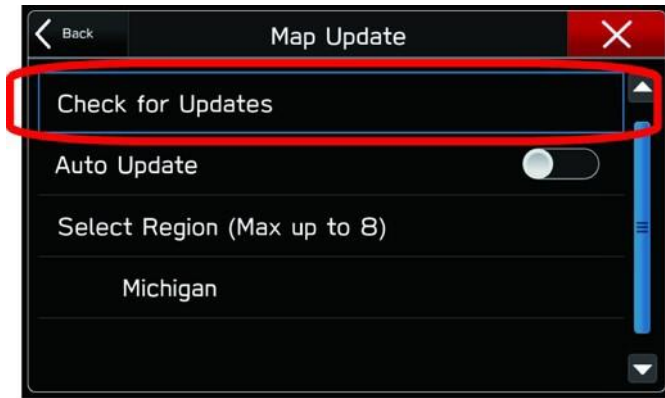 Back
Map Update
Check for Updates
Auto Update
Select Region (Max up to 8)
Michigan